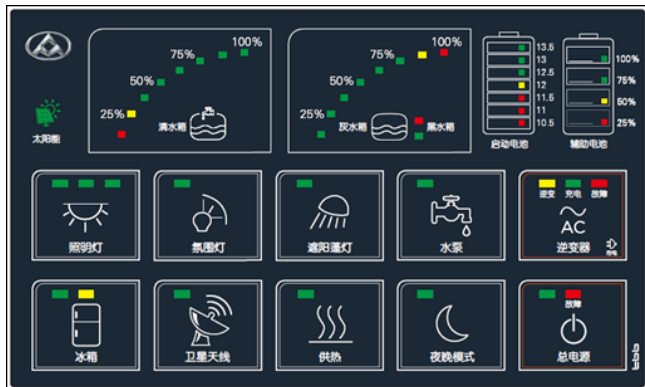 100%
75%
50%
25%
清水箱
100%
75%
50%
25%
灰水箱
黑水箱
13.5
13
12.5
12
11.5
11
10.5
启动电池
100%
75%
50%
25%
辅助电池
太阳能
照明灯
氛围灯
遮阳蓬灯
水泵
逆变 充电 故障
AC
逆变器
市电
冰箱
卫星天线
供热
夜晚模式
故障
总电源